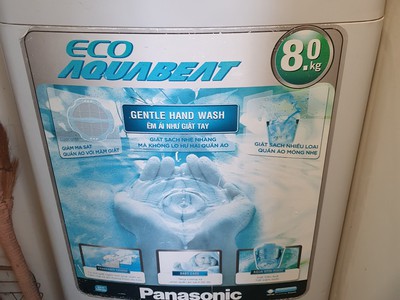 ECO
AQUABEAT
8.0
kg
GENTLE HAND WASH
ÊM ÁI NHƯ GIẶT TAY
GIẶT SẠCH NHẸ NHÀNG
MÀ KHÔNG LO HƯ HẠI QUẦN ÁO
GIẢM MA SÁT
QUẦN ÁO VỚI MÂM GIẶT
GIẶT SẠCH NHIỀU LOẠI
QUẦN ÁO MỎNG NHẸ
Panasonic